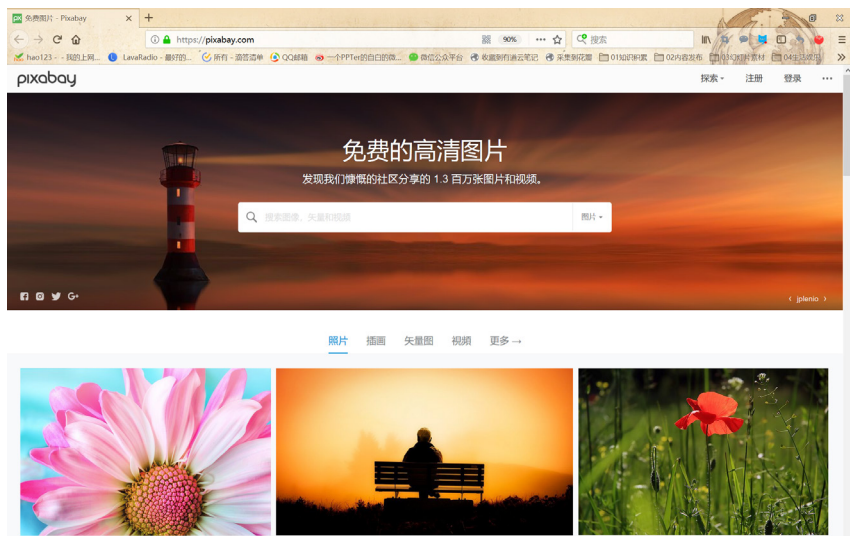 免费图片 - Pixabay
https://pixabay.com
90%
搜索
hao123 - - 我的上网...
LavaRadio - 最好的...
所有 - 滴答清单
QQ邮箱
一个PPTer的自白的微...
微信公众平台
收藏到有道云笔记
采集到花瓣
01知识积累
02内容发布
04生活娱乐
pixabay
探索
注册
登录
免费的高清图片
发现我们慷慨的社区分享的 1.3 百万张图片和视频。
搜索图像、矢量和视频
图片
G+
‹ jplenio ›
照片 插画 矢量图 视频 更多 →